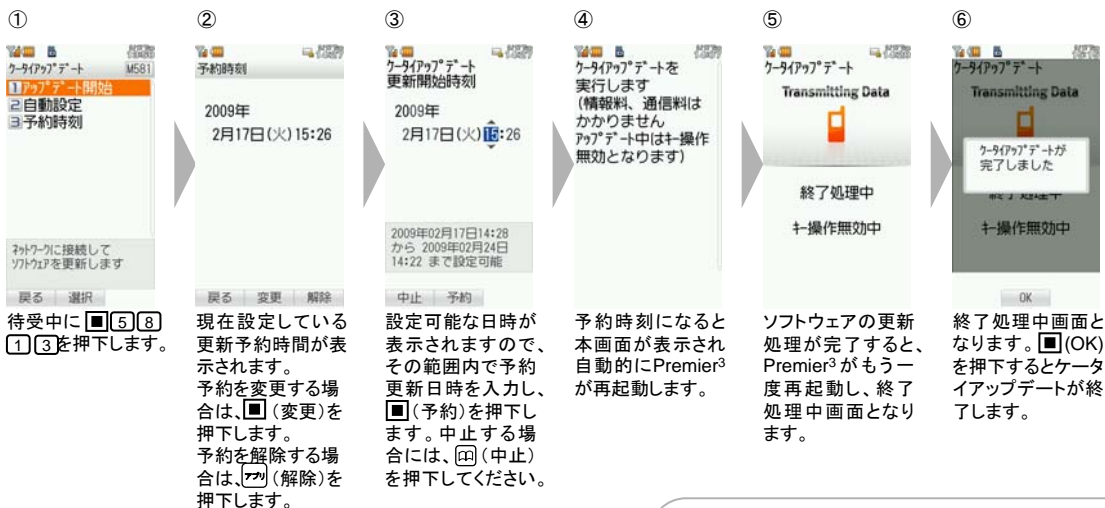 ①
ケータイアップデート M581
1アップデート開始
2自動設定
3予約時刻
ネットワークに接続して
ソフトウェアを更新します
戻る 選択
待受中に■58
13を押下します。
②
予約時刻
2009年
2月17日(火)15:26
戻る 変更 解除
現在設定している
更新予約時間が表
示されます。
予約を変更する場
合は、■(変更)を
押下します。
予約を解除する場
合は、アプリ(解除)を
押下します。
③
ケータイアップデート
更新開始時刻
2009年
2月17日(火)15:26
2009年02月17日14:28
から 2009年02月24日
14:22 まで設定可能
中止 予約
設定可能な日時が
表示されますので、
その範囲内で予約
更新日時を入力し、
■(予約)を押下し
ます。中止する場
合には、(中止)
を押下してください。
④
ケータイアップデートを
実行します
(情報料、通信料は
かかりません
アップデート中はキー操作
無効となります)
予約時刻になると
本画面が表示され
自動的にPremier³
が再起動します。
⑤
ケータイアップデート
Transmitting Data
終了処理中
キー操作無効中
ソフトウェアの更新
処理が完了すると、
Premier³がもう一
度再起動し、終了
処理中画面となり
ます。
⑥
ケータイアップデート
Transmitting Data
ケータイアップデートが
完了しました
終了処理中
キー操作無効中
OK
終了処理中画面と
なります。■(OK)
を押下するとケータ
イアップデートが終
了します。